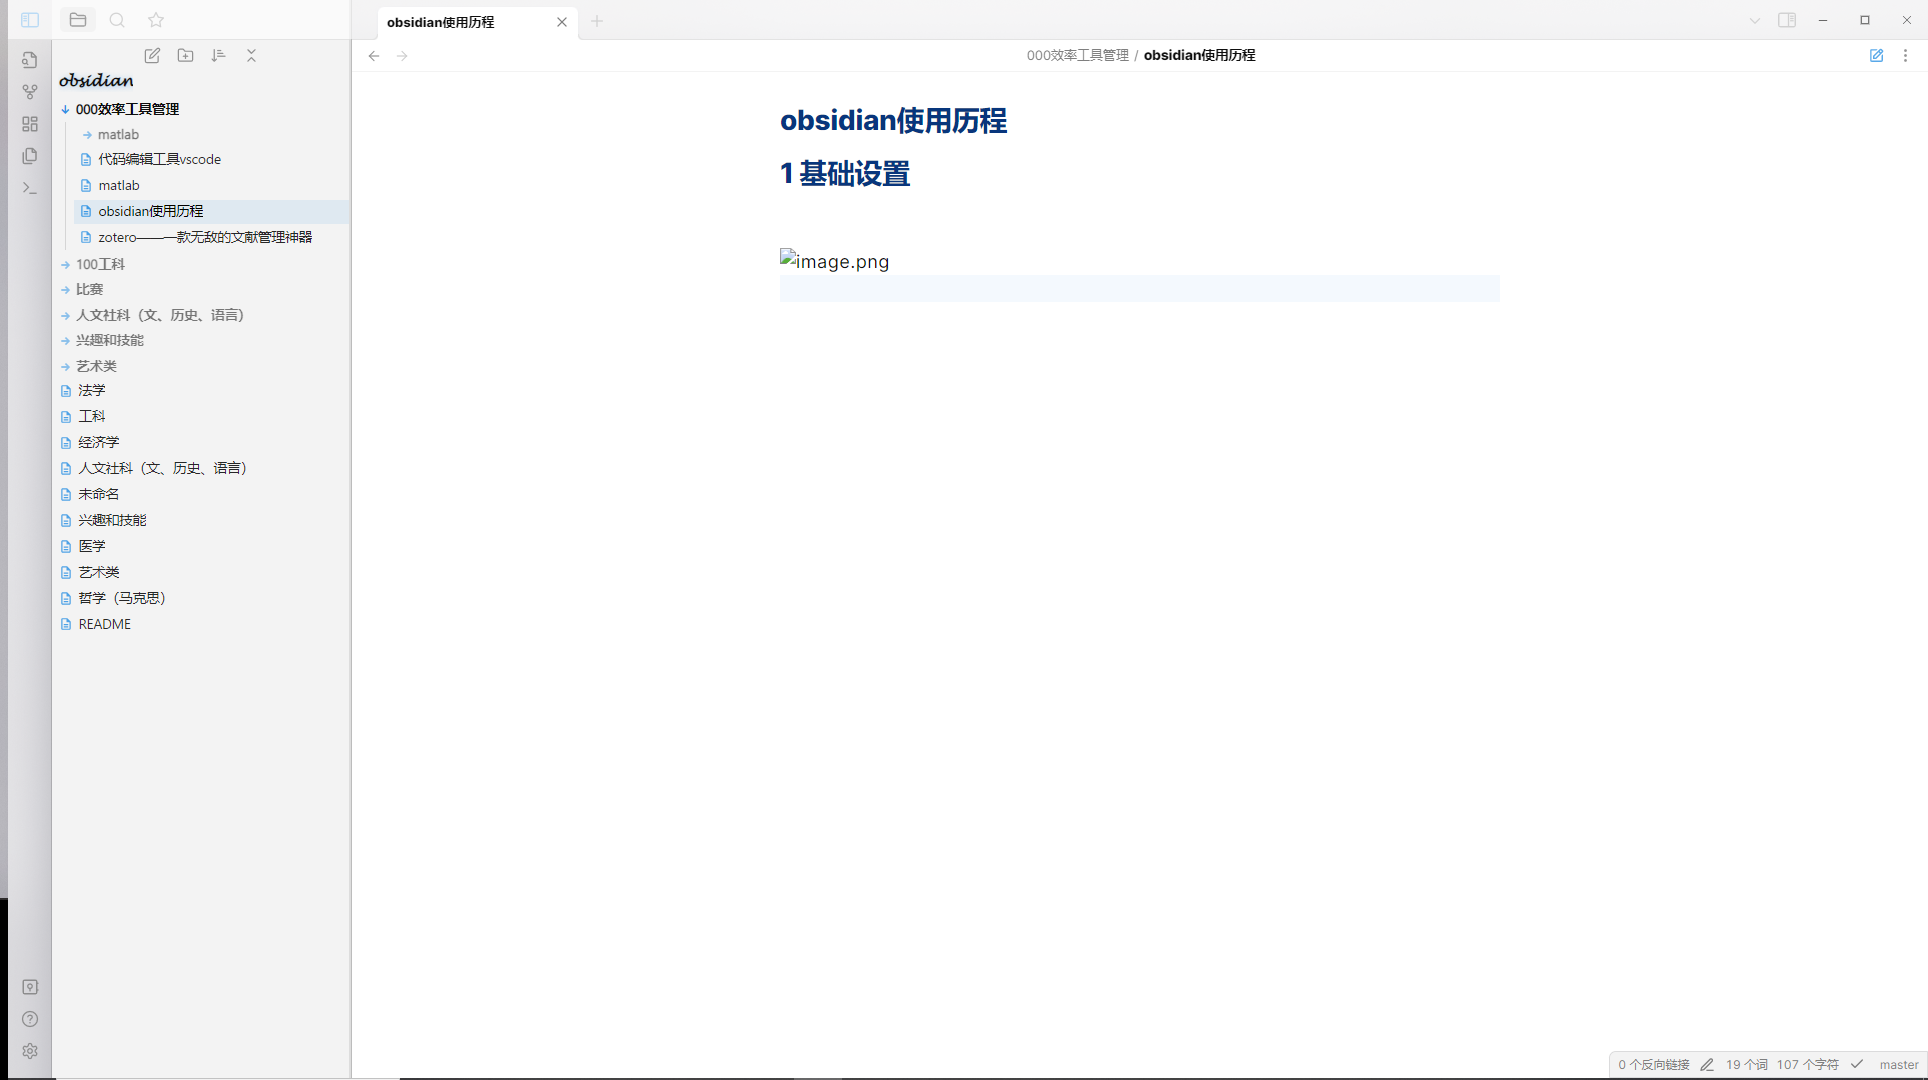 obsidian使用历程
000效率工具管理 / obsidian使用历程
obsidian
000效率工具管理
matlab
代码编辑工具vscode
matlab
obsidian使用历程
zotero——一款无敌的文献管理神器
100工科
比赛
人文社科（文、历史、语言）
兴趣和技能
艺术类
法学
工科
经济学
人文社科（文、历史、语言）
未命名
兴趣和技能
医学
艺术类
哲学（马克思）
README
obsidian使用历程
1 基础设置
image.png
0 个反向链接 19 个词 107 个字符 master